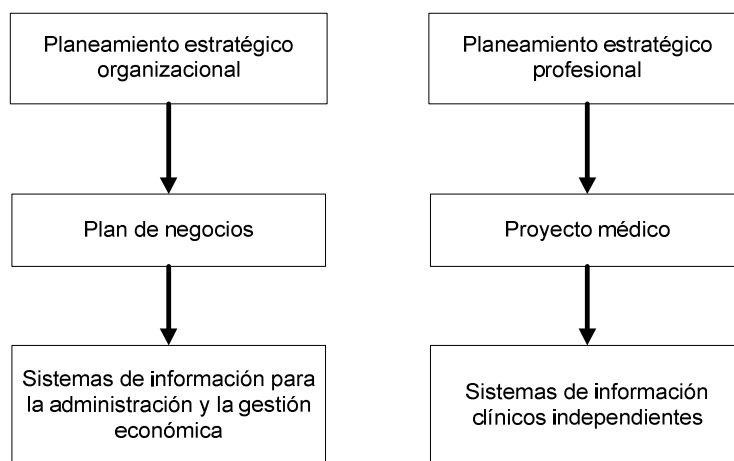 Planeamiento estratégico
organizacional
Planeamiento estratégico
profesional
Plan de negocios
Proyecto médico
Sistemas de información para
la administración y la gestión
económica
Sistemas de información
clínicos independientes